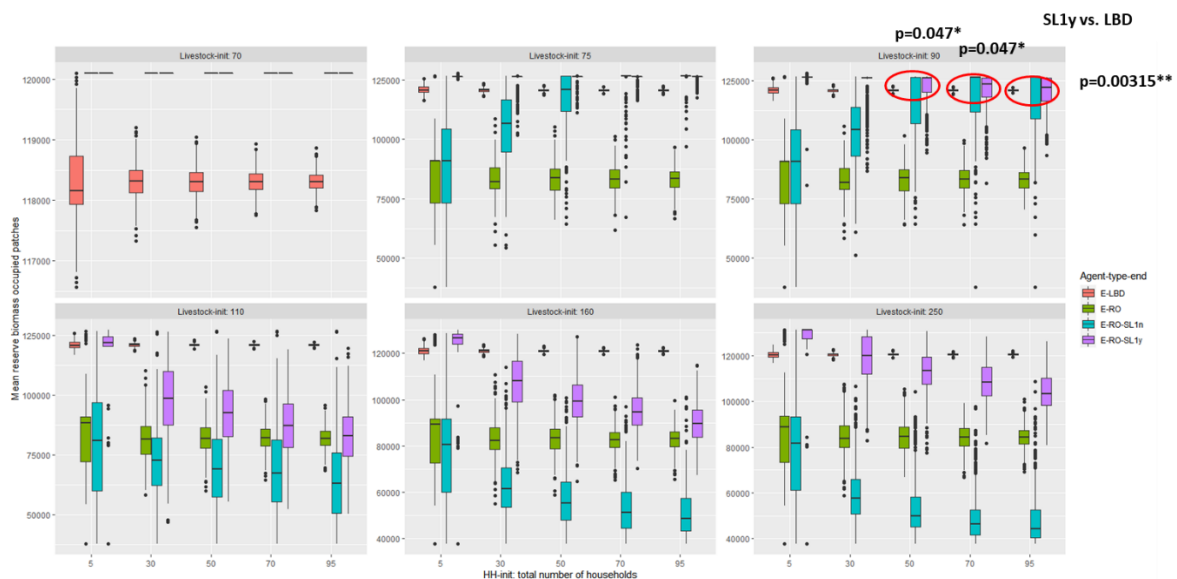 SL1y vs. LBD
p=0.047*
p=0.047*
p=0.00315**
Livestock-init: 70
Livestock-init: 75
Livestock-init: 90
120000
119000
118000
117000
125000
100000
75000
50000
125000
100000
75000
50000
Mean reserve biomass occupied patches
Livestock-init: 110
Livestock-init: 160
Livestock-init: 250
125000
100000
75000
50000
120000
100000
80000
60000
40000
120000
100000
80000
60000
40000
5 30 50 70 95
5 30 50 70 95
5 30 50 70 95
HH-init: total number of households
Agent-type-end
E-LBD
E-RO
E-RO-SL1n
E-RO-SL1y